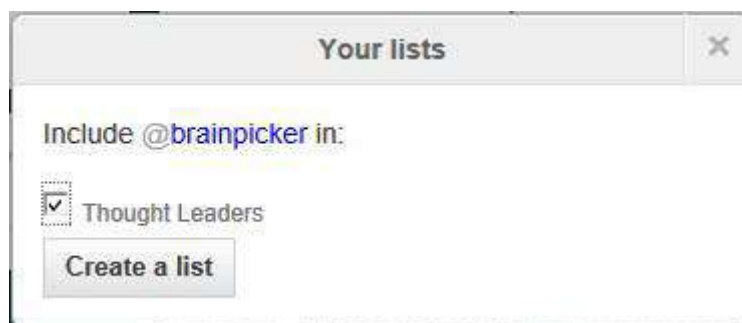 Your lists ×
Include @brainpicker in:
Thought Leaders
Create a list